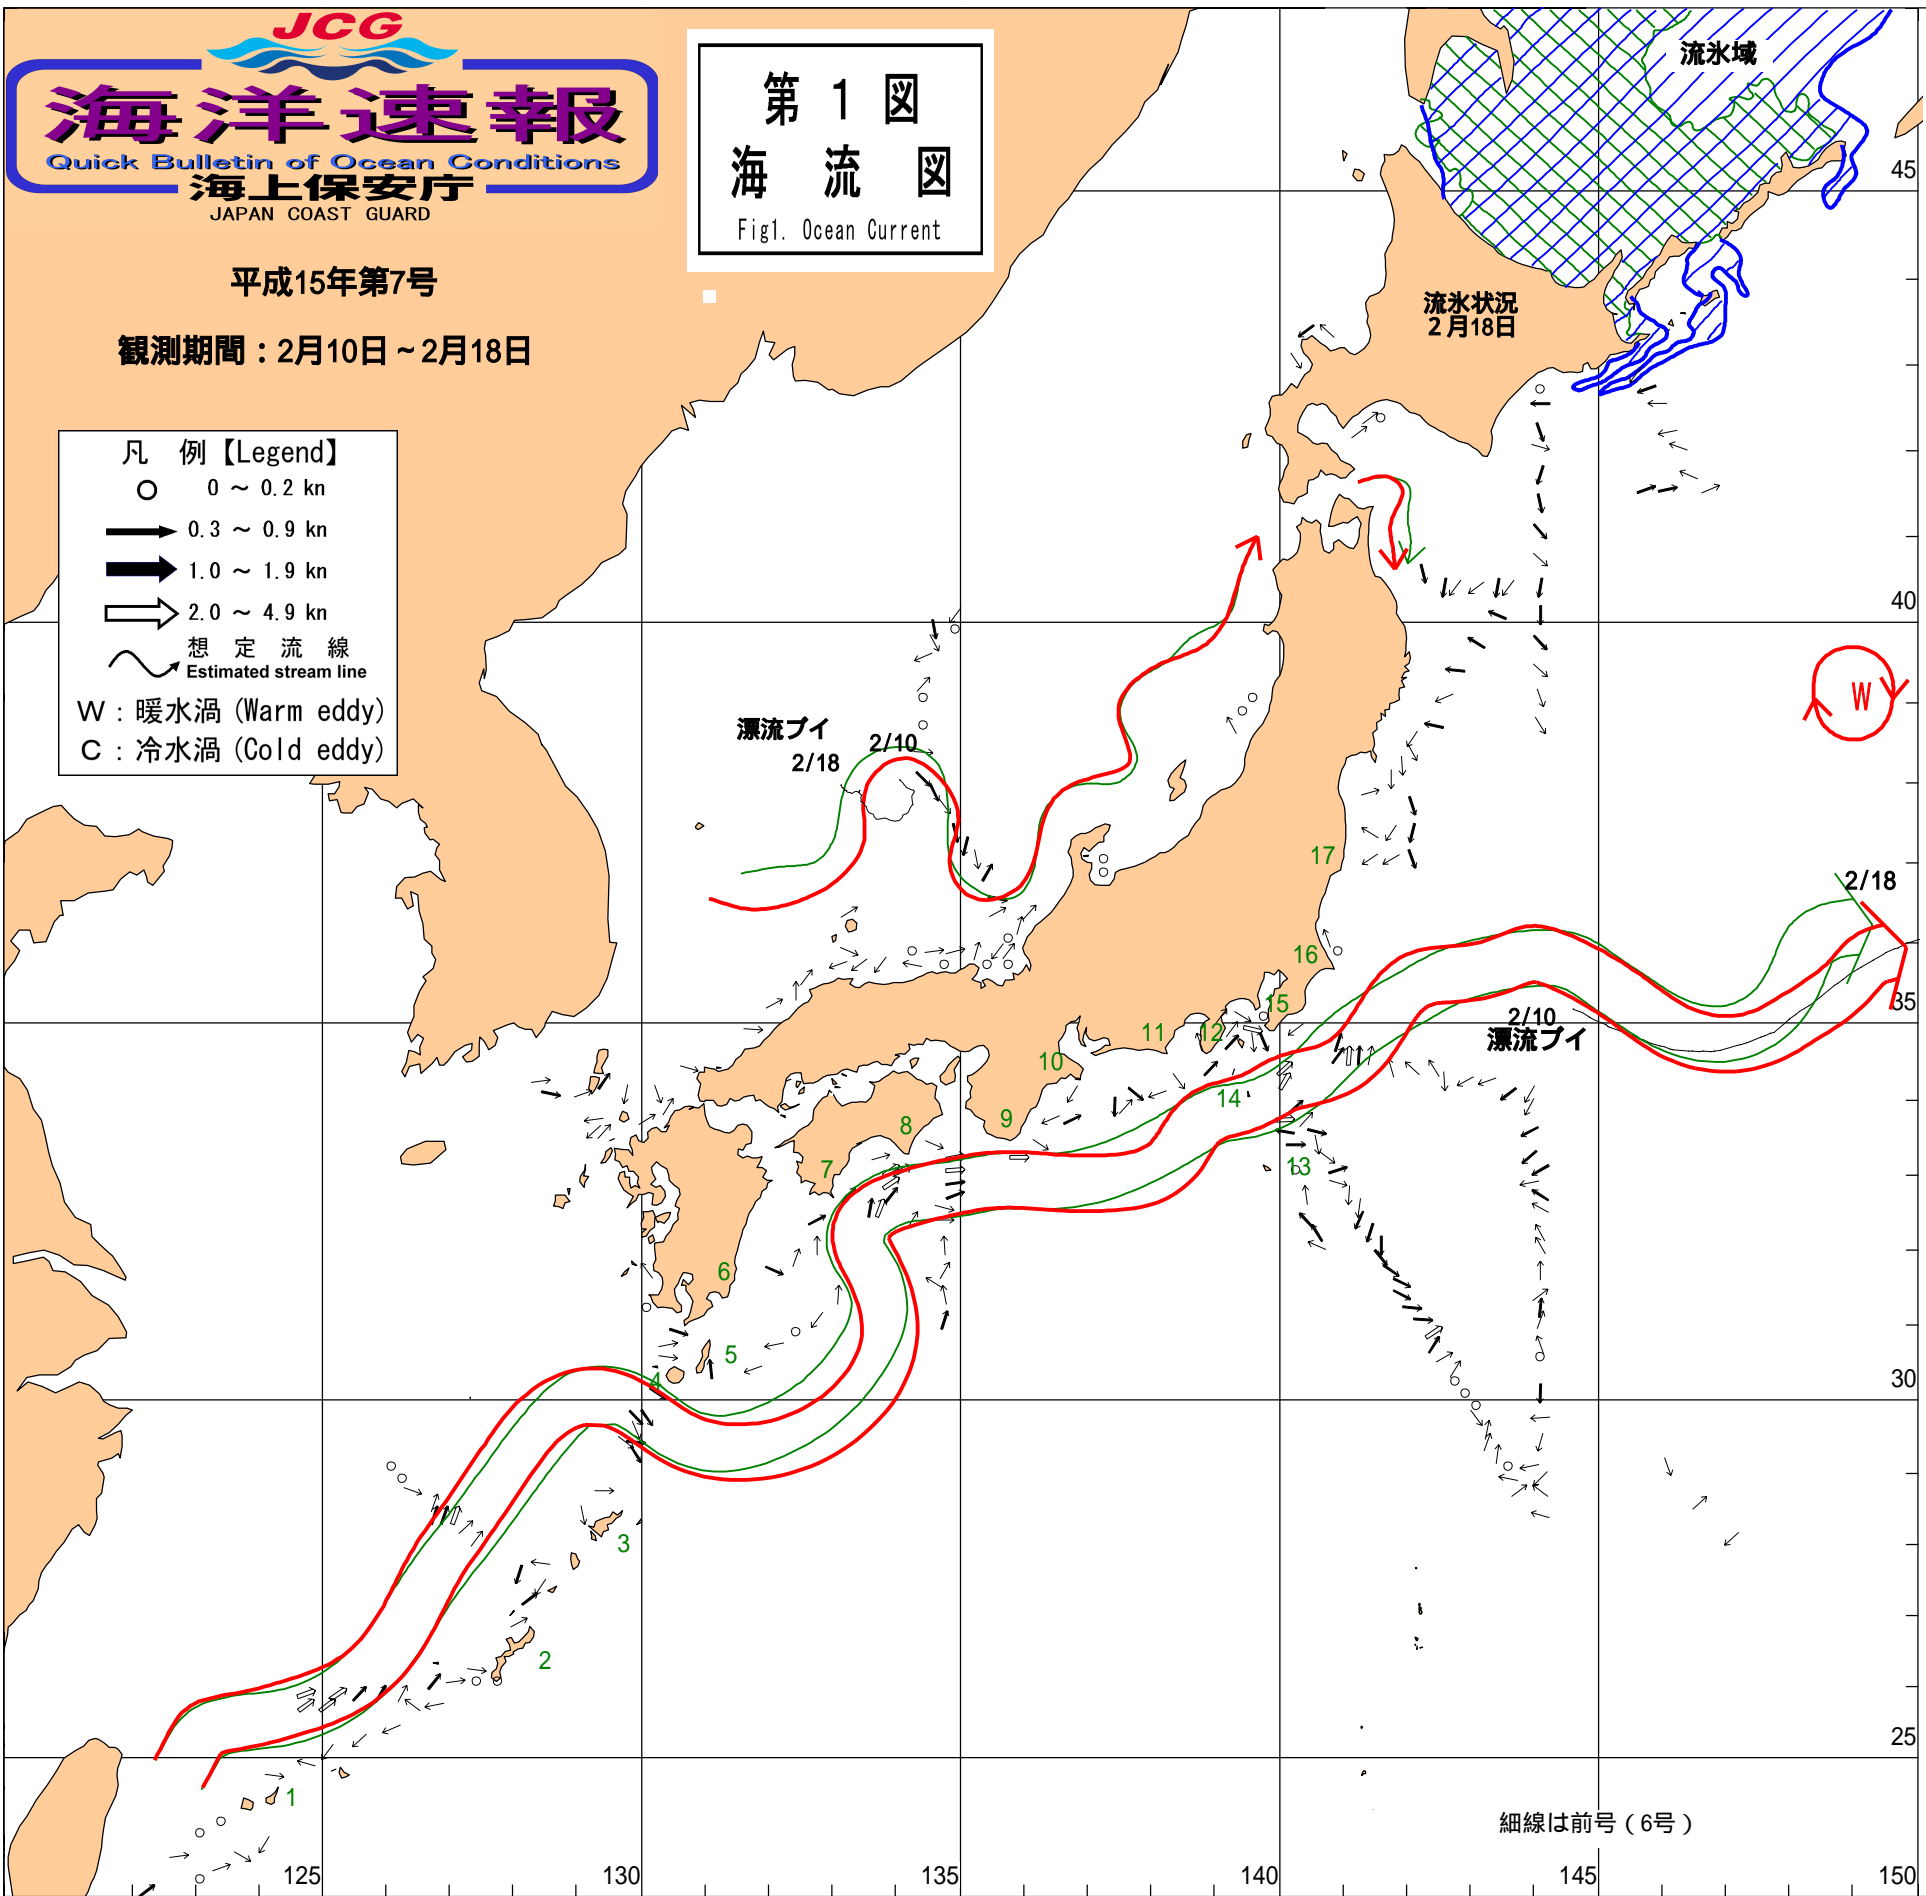 JCG
海洋速報
Quick Bulletin of Ocean Conditions
海上保安庁
JAPAN COAST GUARD
平成15年第7号
観測期間：2月10日～2月18日
第 1 図
海 流 図
Fig1. Ocean Current
凡 例【Legend】
0 ～ 0.2 kn
0.3 ～ 0.9 kn
1.0 ～ 1.9 kn
2.0 ～ 4.9 kn
想 定 流 線
Estimated stream line
W : 暖水渦 (Warm eddy)
C : 冷水渦 (Cold eddy)
流氷域
流氷状況
2月18日
45
40
W
漂流ブイ
2/18
2/10
17
2/18
16
15
35
2/10
漂流ブイ
11
12
10
14
9
8
13
7
6
5
4
30
3
2
25
1
細線は前号（6号）
125
130
135
140
145
150